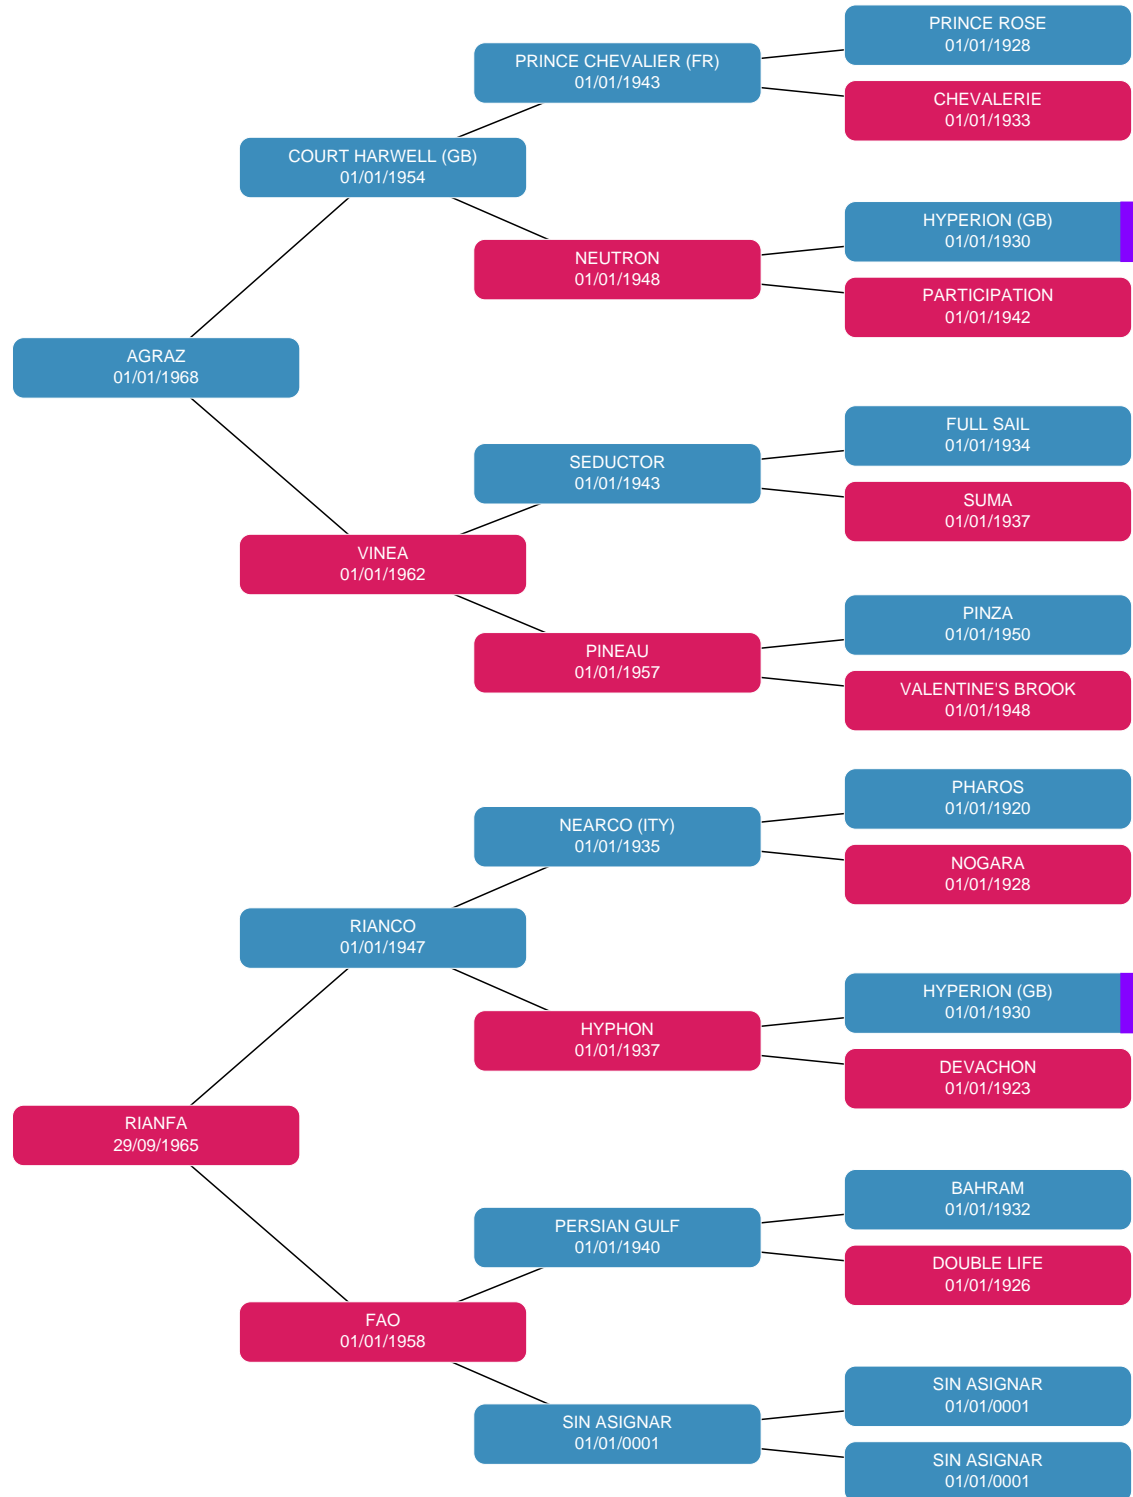 PRINCE ROSE
01/01/1928
PRINCE CHEVALIER (FR)
01/01/1943
CHEVALERIE
01/01/1933
COURT HARWELL (GB)
01/01/1954
HYPERION (GB)
01/01/1930
NEUTRON
01/01/1948
PARTICIPATION
01/01/1942
AGRAZ
01/01/1968
FULL SAIL
01/01/1934
SEDUCTOR
01/01/1943
SUMA
01/01/1937
VINEA
01/01/1962
PINZA
01/01/1950
PINEAU
01/01/1957
VALENTINE'S BROOK
01/01/1948
PHAROS
01/01/1920
NEARCO (ITY)
01/01/1935
NOGARA
01/01/1928
RIANCO
01/01/1947
HYPERION (GB)
01/01/1930
HYPHON
01/01/1937
DEVACHON
01/01/1923
RIANFA
29/09/1965
BAHRAM
01/01/1932
PERSIAN GULF
01/01/1940
DOUBLE LIFE
01/01/1926
FAO
01/01/1958
SIN ASIGNAR
01/01/0001
SIN ASIGNAR
01/01/0001
SIN ASIGNAR
01/01/0001